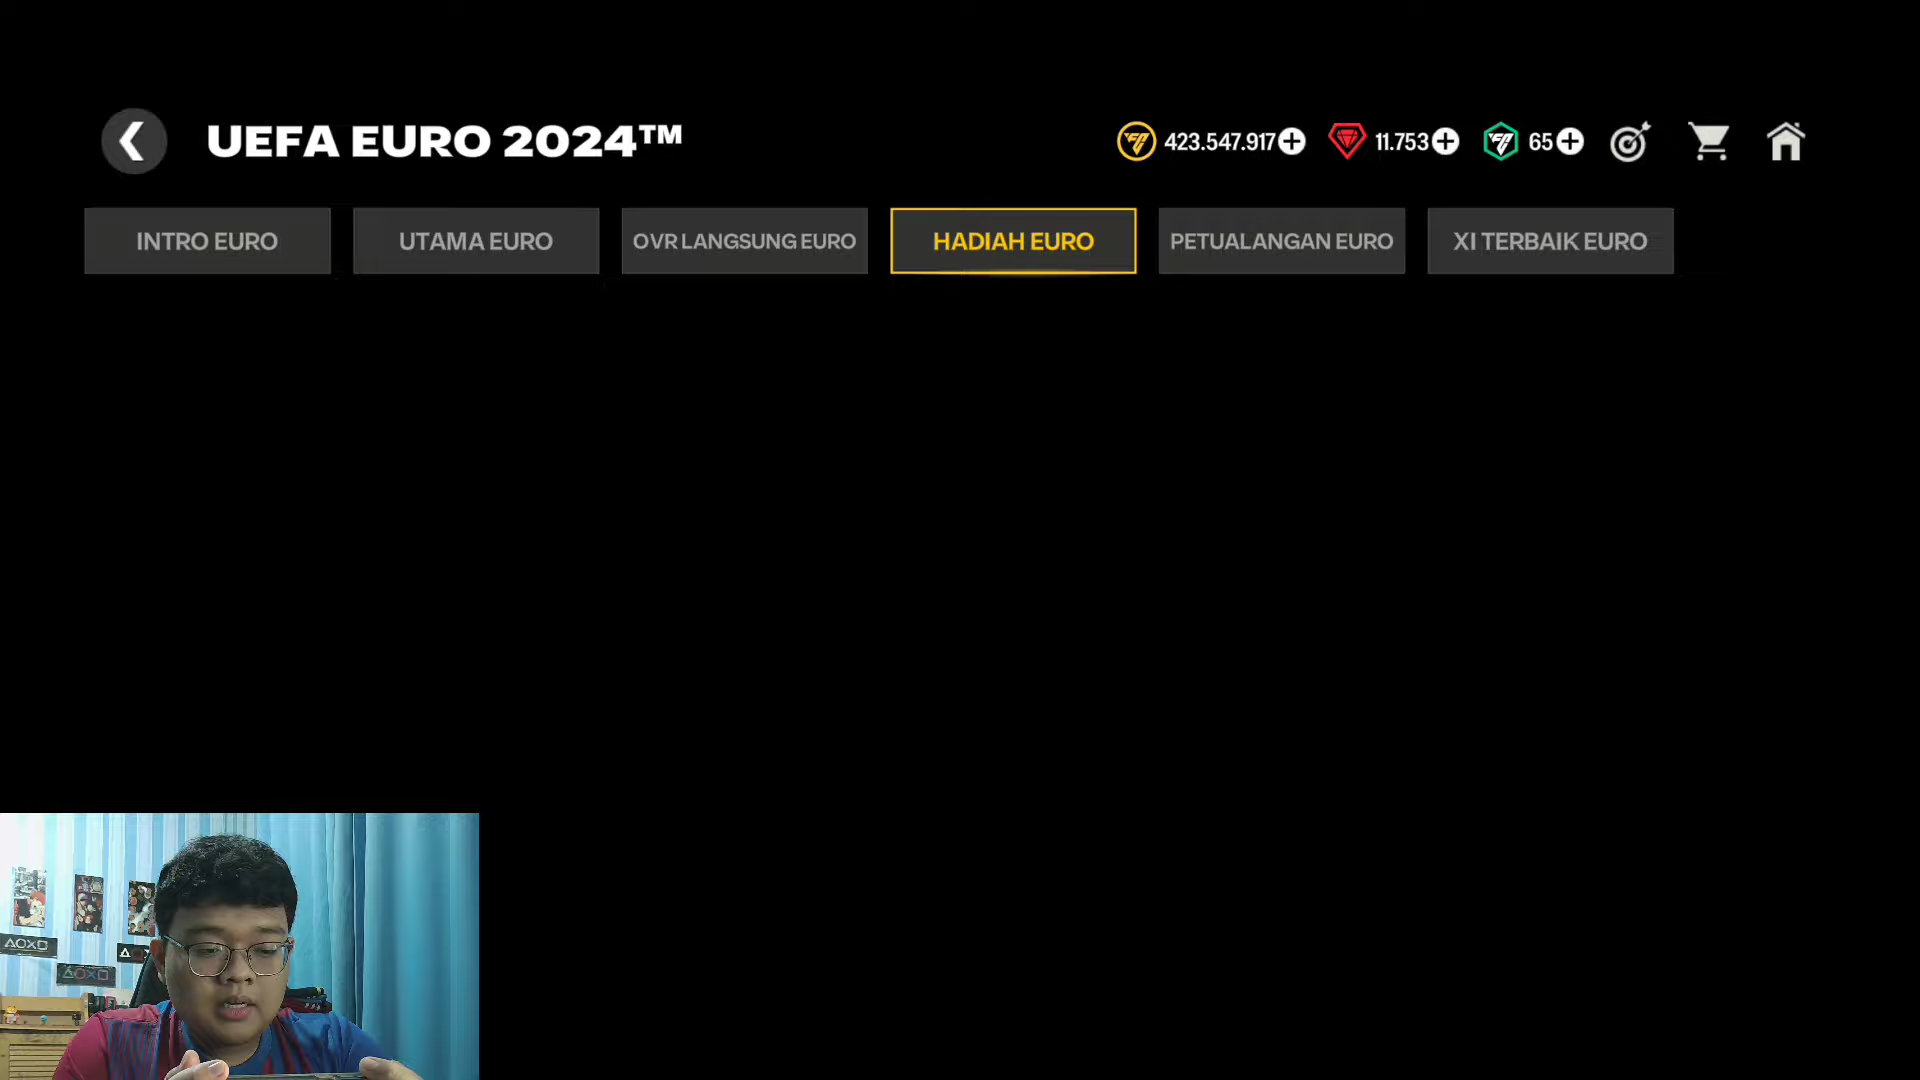 UEFA EURO 2024™
423.547.917
11.753
65
INTRO EURO
UTAMA EURO
OVR LANGSUNG EURO
HADIAH EURO
PETUALANGAN EURO
XI TERBAIK EURO